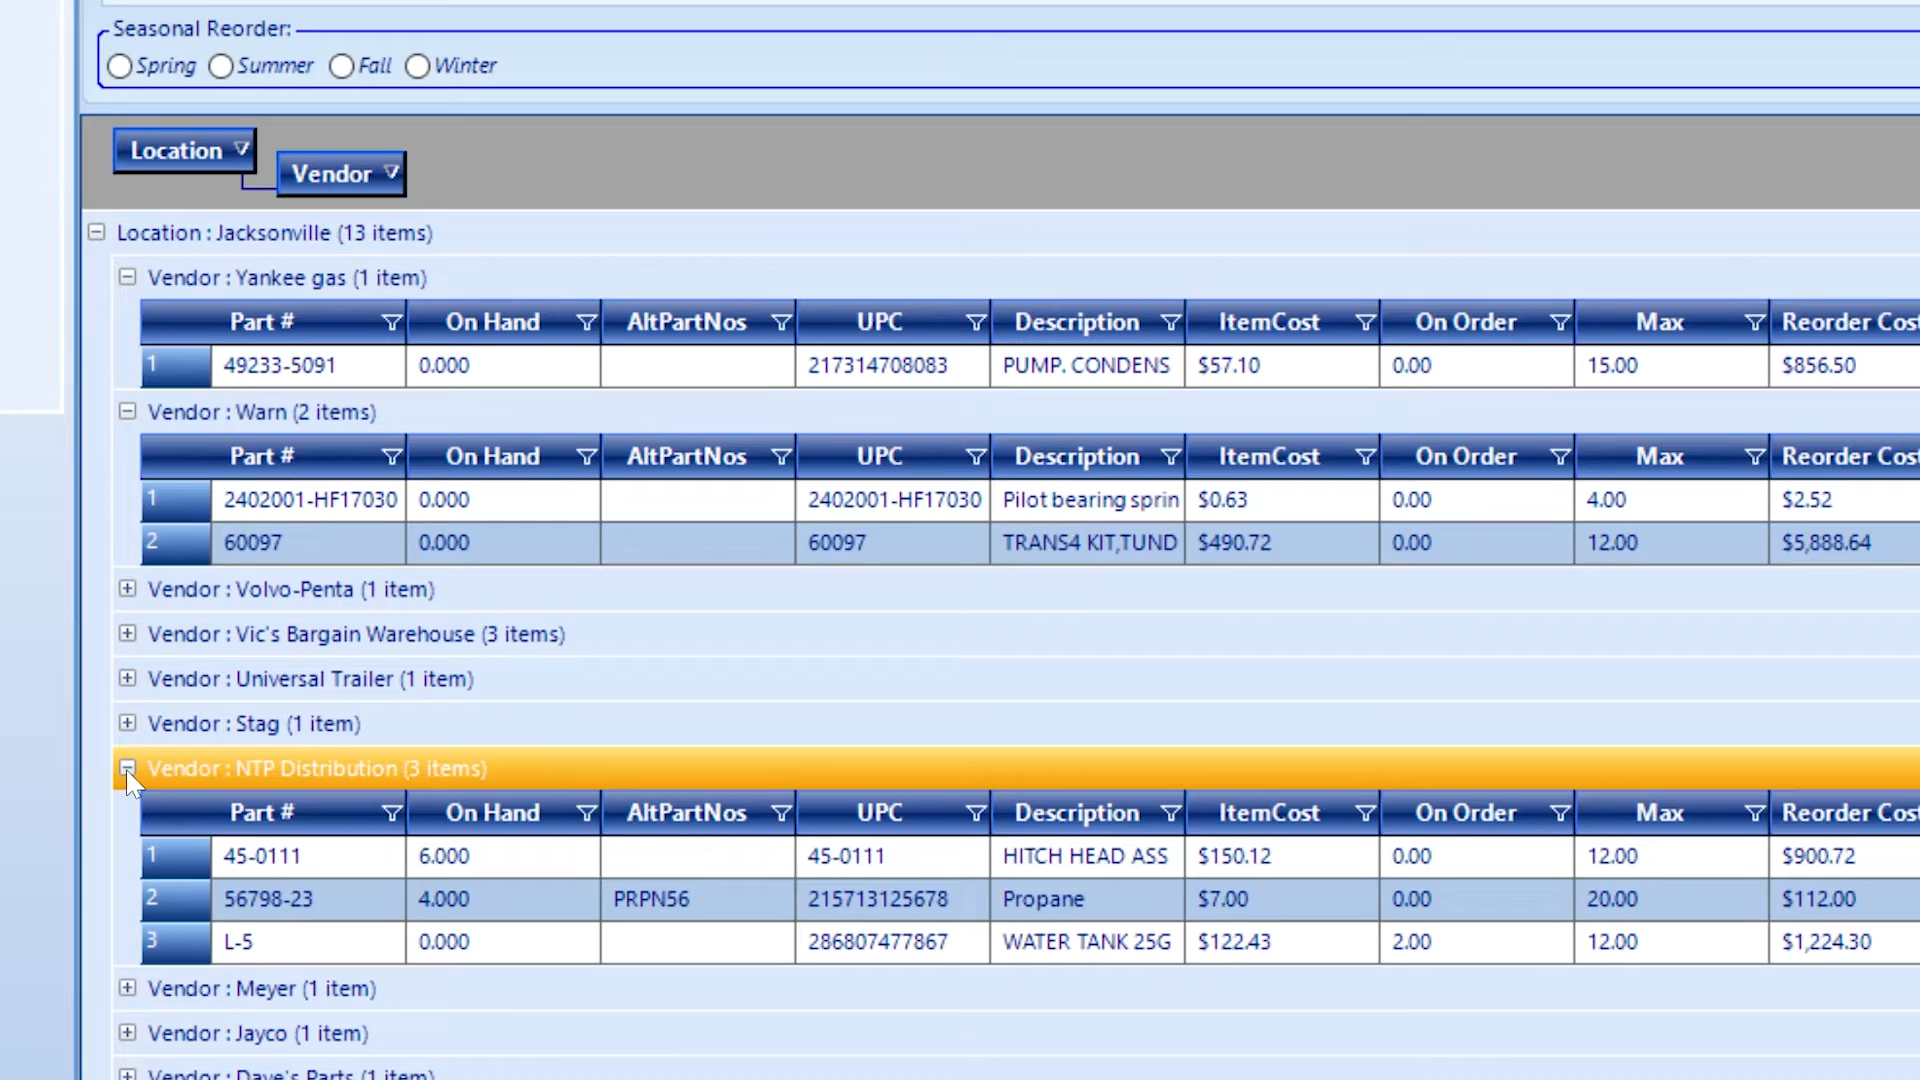 Seasonal Reorder:
Spring Summer Fall Winter
Location
Vendor
Location : Jacksonville (13 items)
Vendor : Yankee gas (1 item)
Part # On Hand AltPartNos UPC Description ItemCost On Order Max Reorder Cost
1 49233-5091 0.000 217314708083 PUMP. CONDENS $57.10 0.00 15.00 $856.50
Vendor : Warn (2 items)
Part # On Hand AltPartNos UPC Description ItemCost On Order Max Reorder Cost
1 2402001-HF17030 0.000 2402001-HF17030 Pilot bearing sprin $0.63 0.00 4.00 $2.52
2 60097 0.000 60097 TRANS4 KIT,TUND $490.72 0.00 12.00 $5,888.64
Vendor : Volvo-Penta (1 item)
Vendor : Vic's Bargain Warehouse (3 items)
Vendor : Universal Trailer (1 item)
Vendor : Stag (1 item)
Vendor : NTP Distribution (3 items)
Part # On Hand AltPartNos UPC Description ItemCost On Order Max Reorder Cost
1 45-0111 6.000 45-0111 HITCH HEAD ASS $150.12 0.00 12.00 $900.72
2 56798-23 4.000 PRPN56 215713125678 Propane $7.00 0.00 20.00 $112.00
3 L-5 0.000 286807477867 WATER TANK 25G $122.43 2.00 12.00 $1,224.30
Vendor : Meyer (1 item)
Vendor : Jayco (1 item)
Vendor : Dave's Parts (1 item)